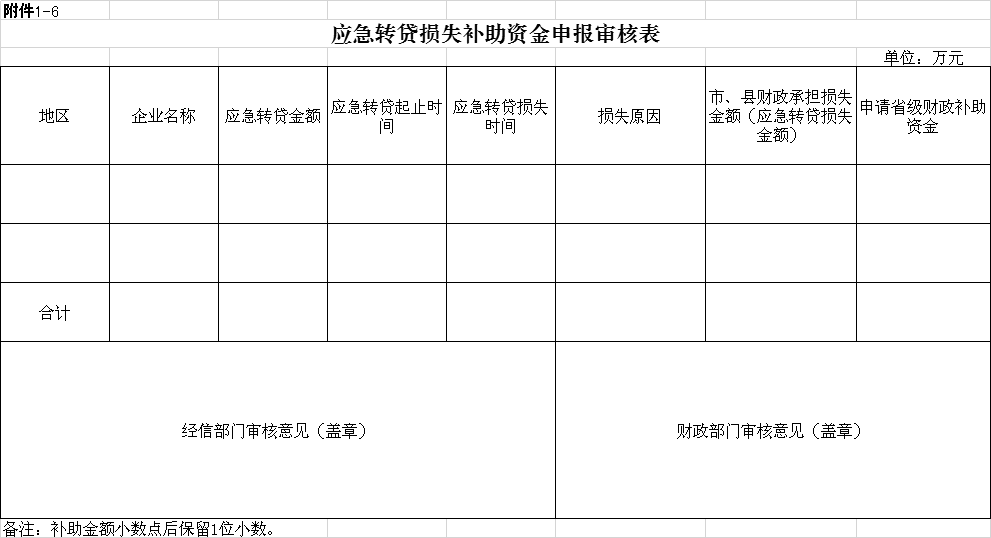 附件1-6
应急转贷损失补助资金申报审核表
单位：万元
地区
企业名称
应急转贷金额
应急转贷起止时
间
应急转贷损失
时间
损失原因
市、县财政承担损失
金额（应急转贷损失
金额）
申请省级财政补助
资金
合计
经信部门审核意见（盖章）
财政部门审核意见（盖章）
备注：补助金额小数点后保留1位小数。